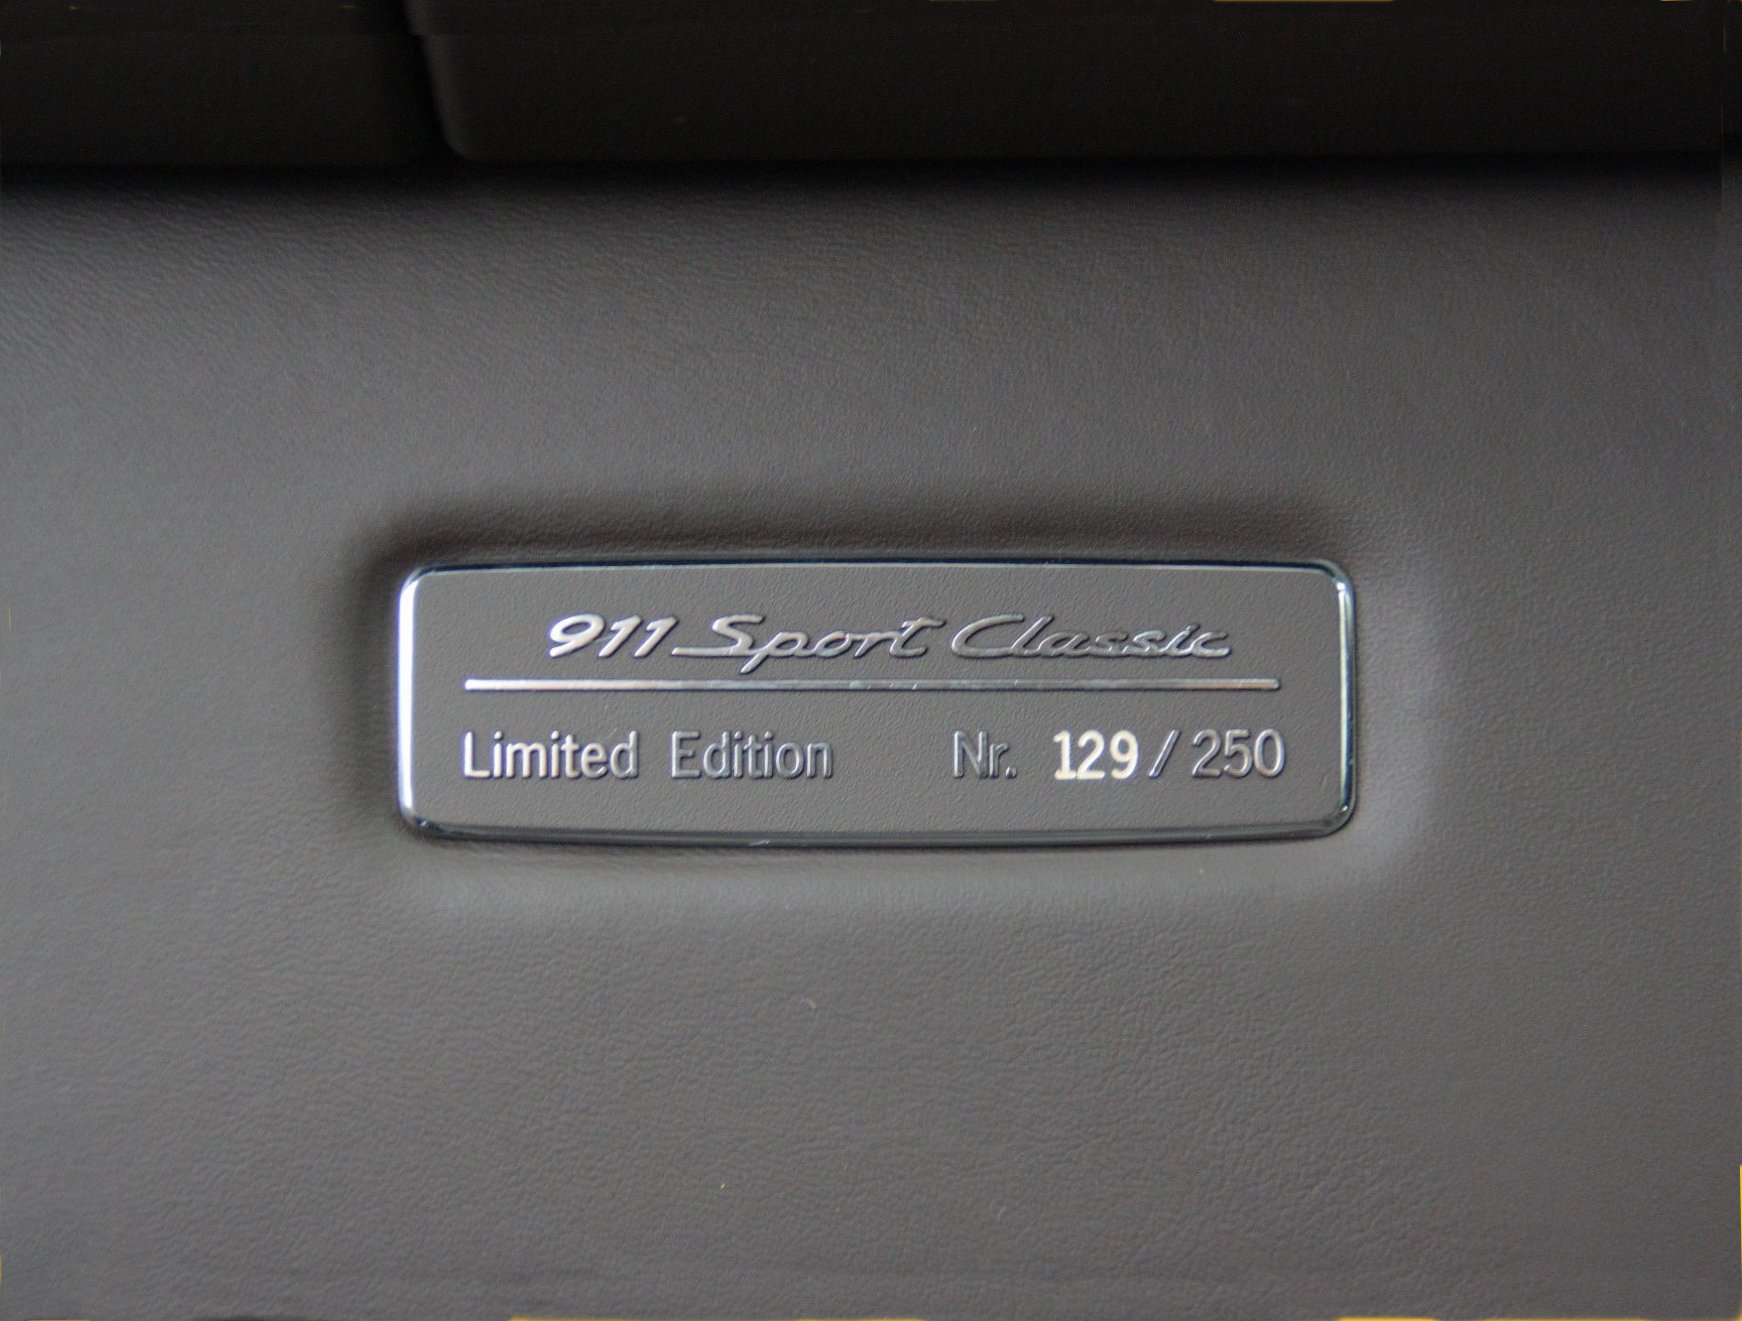 911 Sport Classic
Limited Edition Nr. 129 / 250